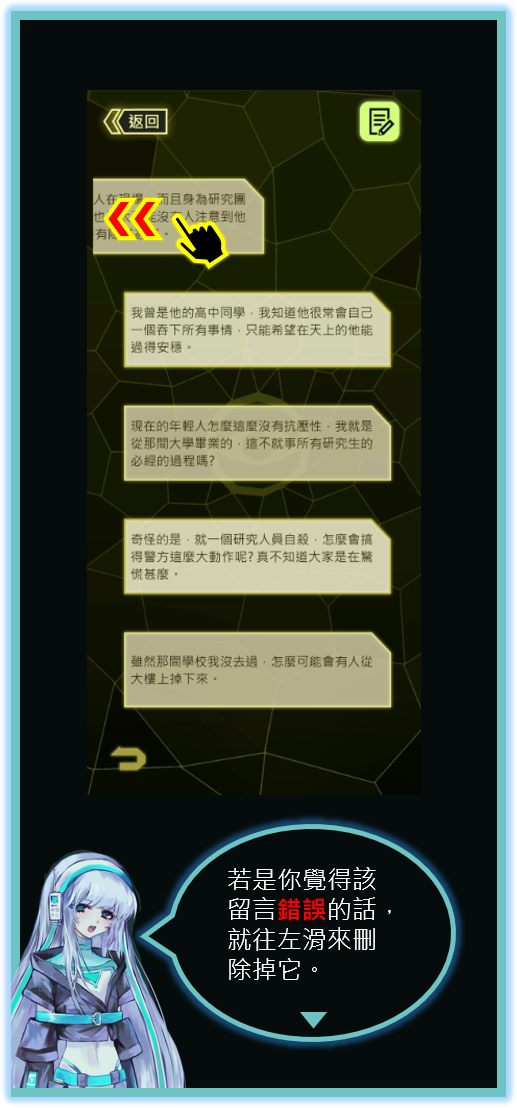 返回
人在現場，而且身為研究團
也 能沒有人注意到他
有
我曾是他的高中同學，我知道他很常會自己
一個吞下所有事情，只能希望在天上的他能
過得安穩。
現在的年輕人怎麼這麼沒有抗壓性，我就是
從那間大學畢業的，這不就事所有研究生的
必經的過程嗎?
奇怪的是，就一個研究人員自殺，怎麼會搞
得警方這麼大動作呢?真不知道大家是在驚
慌甚麼。
雖然那間學校我沒去過，怎麼可能會有人從
大樓上掉下來。
若是你覺得該
留言錯誤的話，
就往左滑來刪
除掉它。